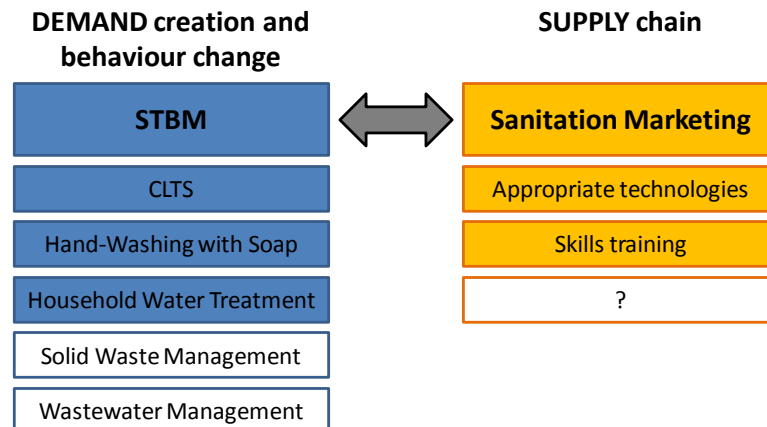 DEMAND creation and
behaviour change
STBM
CLTS
Hand-Washing with Soap
Household Water Treatment
Solid Waste Management
Wastewater Management
SUPPLY chain
Sanitation Marketing
Appropriate technologies
Skills training
?